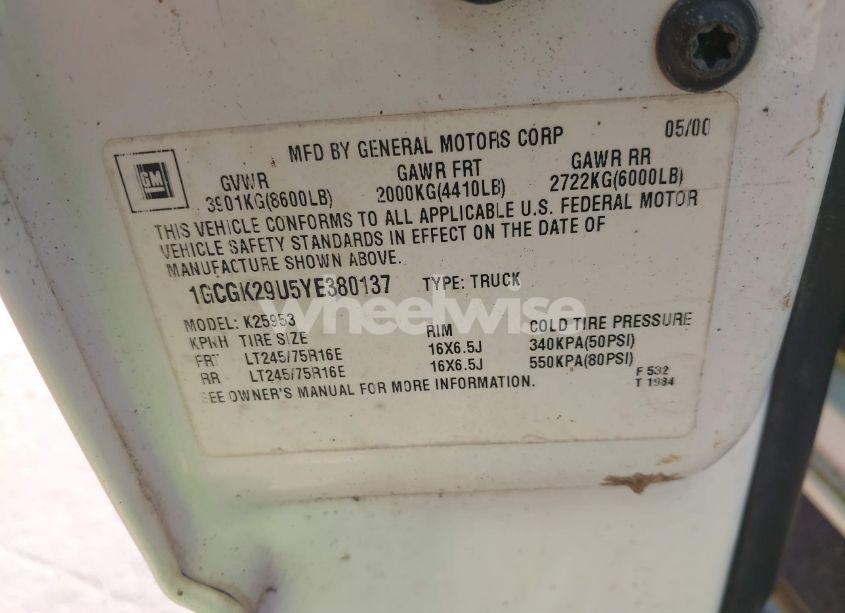 MFD BY GENERAL MOTORS CORP 05/00
GM
GVWR GAWR FRT GAWR RR
3901KG(8600LB) 2000KG(4410LB) 2722KG(6000LB)
THIS VEHICLE CONFORMS TO ALL APPLICABLE U.S. FEDERAL MOTOR
VEHICLE SAFETY STANDARDS IN EFFECT ON THE DATE OF
MANUFACTURE SHOWN ABOVE.
1GCGK29U5YE380137 TYPE: TRUCK
wheelwise
MODEL: K25953
KPNH TIRE SIZE RIM COLD TIRE PRESSURE
FRT LT245/75R16E 16X6.5J 340KPA(50PSI)
RR LT245/75R16E 16X6.5J 550KPA(80PSI)
SEE OWNER'S MANUAL FOR MORE INFORMATION.
F 532
T 1984